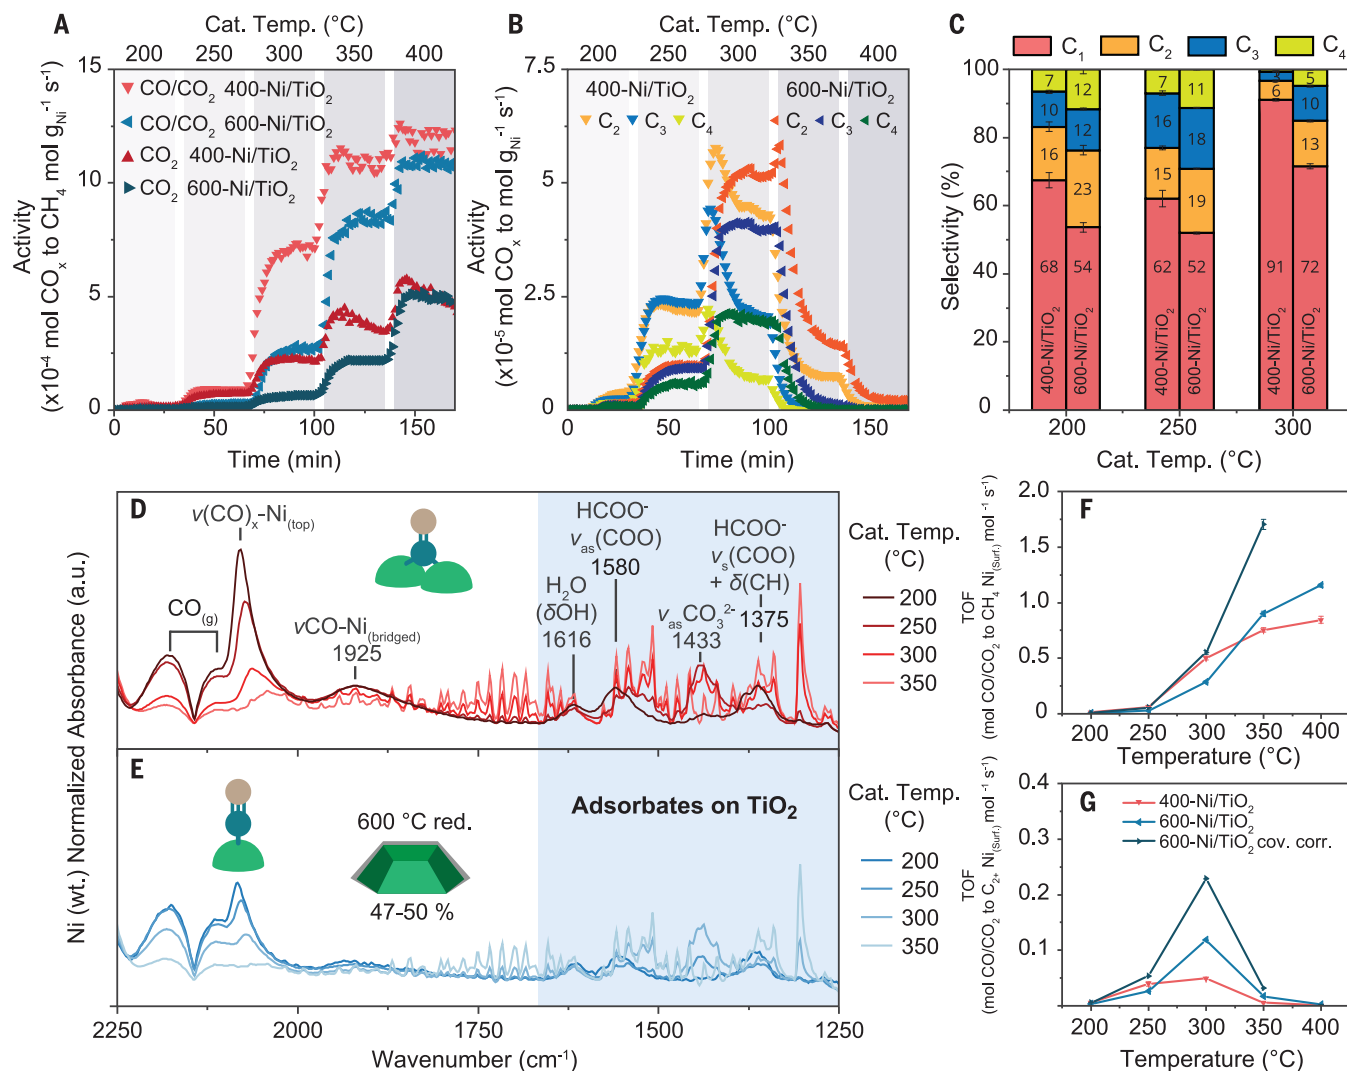 A
Cat. Temp. (°C)
200 250 300 350 400
15
10
5
0
Activity
(x10⁻⁴ mol COₓ to CH₄ mol g_Ni⁻¹ s⁻¹)
CO/CO₂ 400-Ni/TiO₂
CO/CO₂ 600-Ni/TiO₂
CO₂ 400-Ni/TiO₂
CO₂ 600-Ni/TiO₂
0 50 100 150
Time (min)
B
Cat. Temp. (°C)
200 250 300 350 400
7.5
5
2.5
0
Activity
(x10⁻⁵ mol COₓ to mol g_Ni⁻¹ s⁻¹)
400-Ni/TiO₂
C₂ C₃ C₄
600-Ni/TiO₂
C₂ C₃ C₄
0 50 100 150
Time (min)
C
C₁ C₂ C₃ C₄
100
80
60
40
20
0
Selectivity (%)
7 12 7 11 5
10 12 16 18 6 10
16 23 15 19 13
68 54 62 52 91 72
400-Ni/TiO₂ 600-Ni/TiO₂ 400-Ni/TiO₂ 600-Ni/TiO₂ 400-Ni/TiO₂ 600-Ni/TiO₂
200 250 300
Cat. Temp. (°C)
D
ν(CO)ₓ-Ni(top)
CO(g)
νCO-Ni(bridged)
1925
H₂O
(δOH)
1616
HCOO⁻
νas(COO)
1580
νasCO₃²⁻
1433
HCOO⁻
νs(COO)
+ δ(CH)
1375
Cat. Temp.
(°C)
200
250
300
350
Ni (wt.) Normalized Absorbance (a.u.)
E
600 °C red.
47-50 %
Adsorbates on TiO₂
Cat. Temp.
(°C)
200
250
300
350
2250 2000 1750 1500 1250
Wavenumber (cm⁻¹)
F
2.0
1.5
1.0
0.5
0
TOF
(mol CO/CO₂ to CH₄ Ni(Surf.) mol⁻¹ s⁻¹)
200 250 300 350 400
Temperature (°C)
G
0.4
0.3
0.2
0.1
TOF
(mol CO/CO₂ to C₂₊ Ni(Surf.) mol⁻¹ s⁻¹)
400-Ni/TiO₂
600-Ni/TiO₂
600-Ni/TiO₂ cov. corr.
200 250 300 350 400
Temperature (°C)